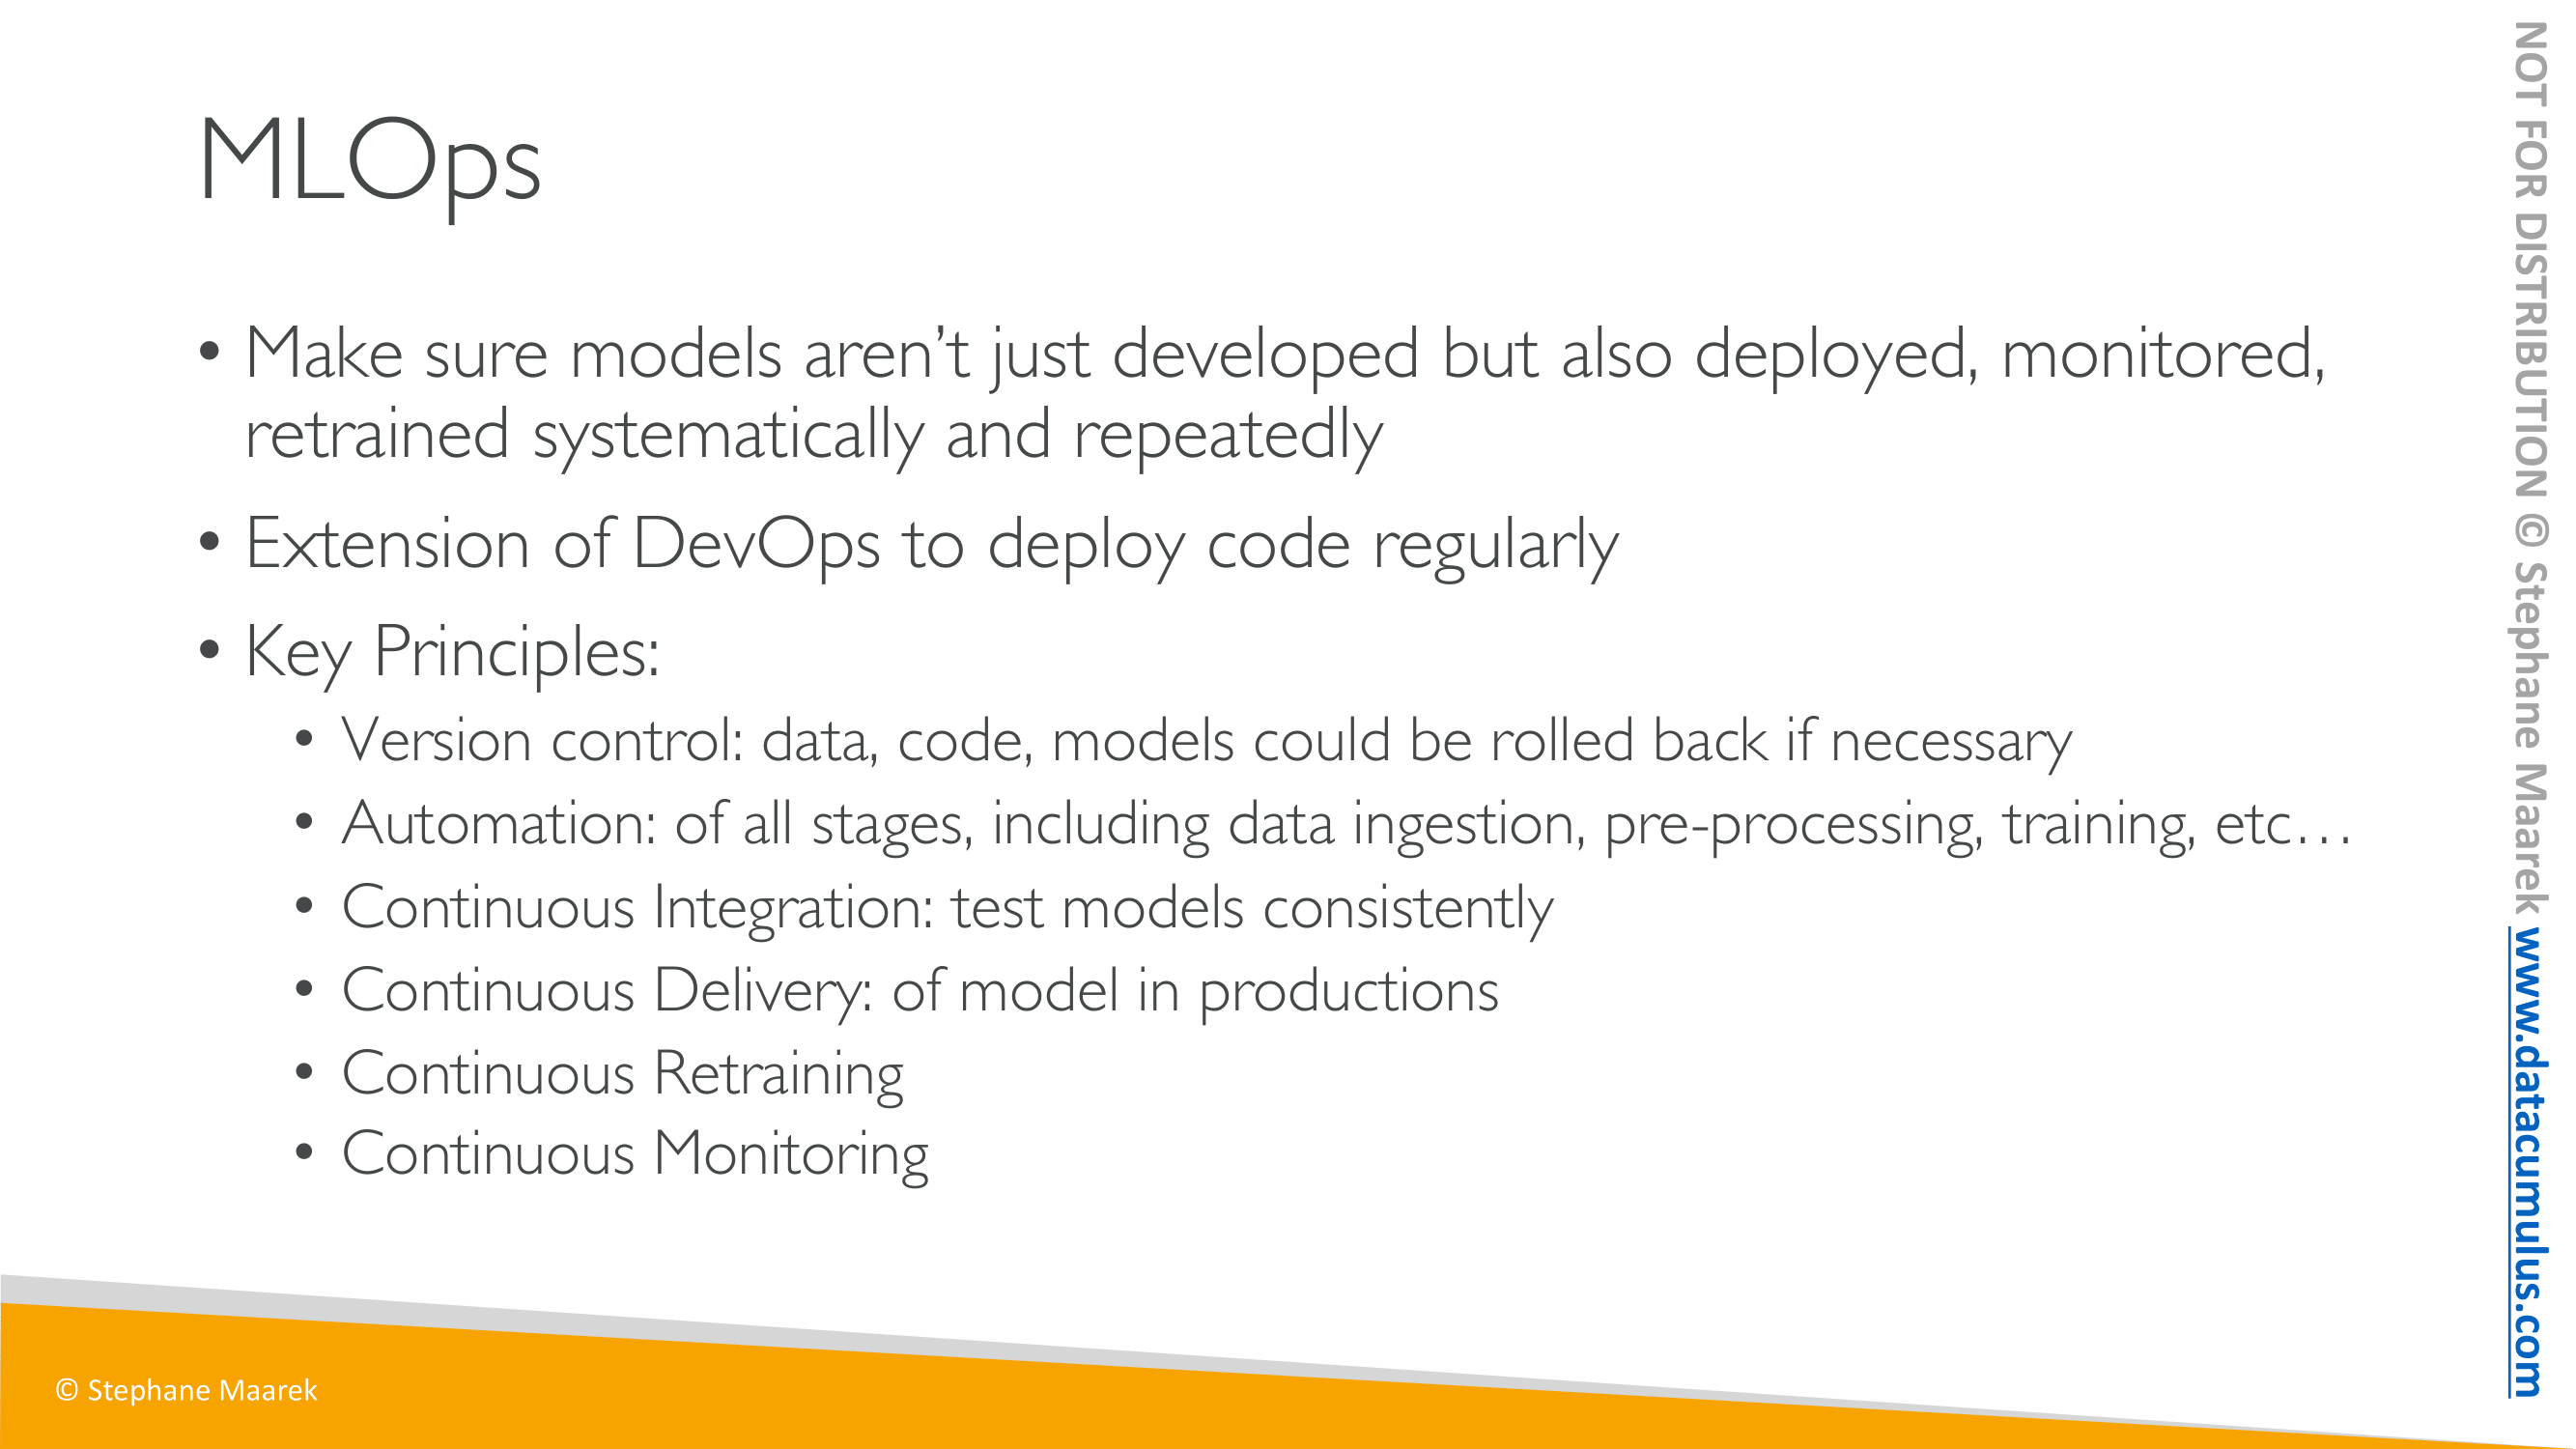 MLOps
• Make sure models aren’t just developed but also deployed, monitored,
retrained systematically and repeatedly
• Extension of DevOps to deploy code regularly
• Key Principles:
• Version control: data, code, models could be rolled back if necessary
• Automation: of all stages, including data ingestion, pre-processing, training, etc…
• Continuous Integration: test models consistently
• Continuous Delivery: of model in productions
• Continuous Retraining
• Continuous Monitoring
© Stephane Maarek
NOT FOR DISTRIBUTION © Stephane Maarek www.datacumulus.com